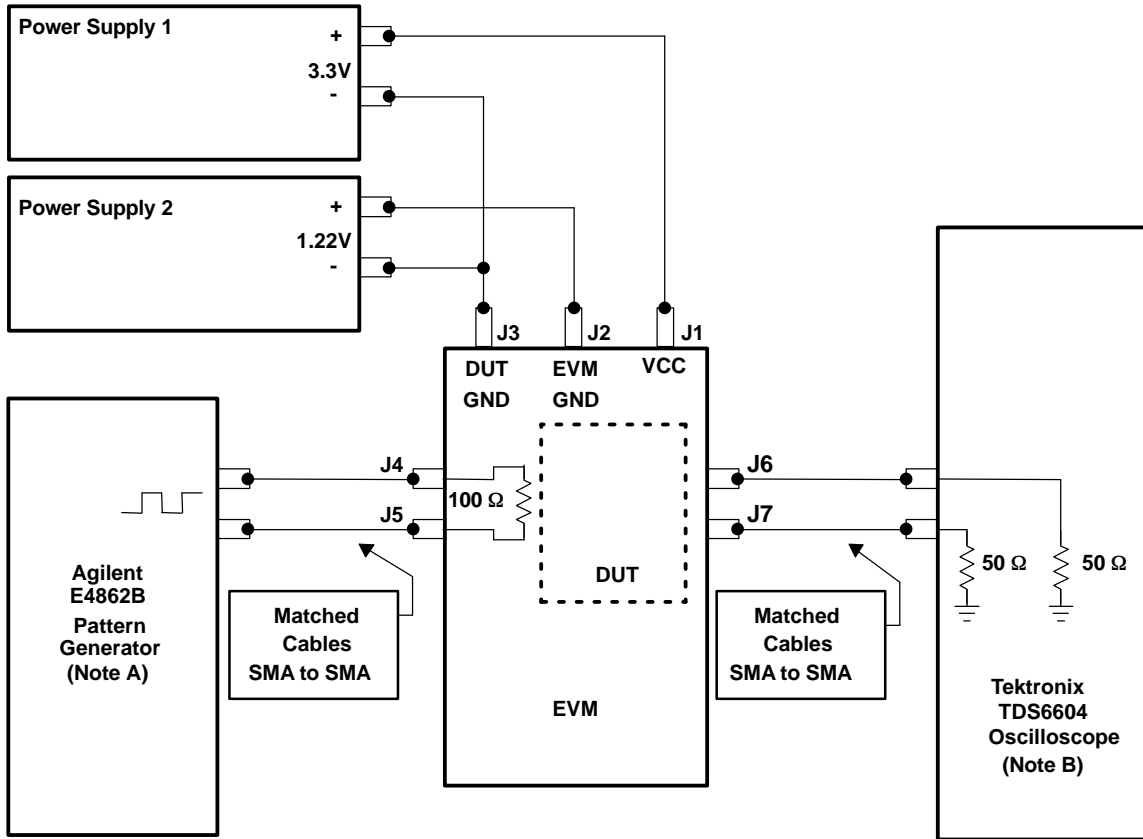 Power Supply 1
+
3.3V
-
Power Supply 2
+
1.22V
-
J3
J2
J1
DUT
GND
EVM
GND
VCC
J4
100 Ω
J5
J6
J7
DUT
50 Ω
50 Ω
Agilent
E4862B
Pattern
Generator
(Note A)
Matched
Cables
SMA to SMA
EVM
Matched
Cables
SMA to SMA
Tektronix
TDS6604
Oscilloscope
(Note B)